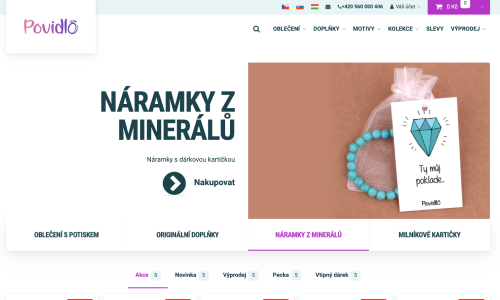 Povidlô
+420 560 000 406
Váš účet
0 Kč
0
OBLEČENÍ
DOPLŇKY
MOTIVY
KOLEKCE
SLEVY
VÝPRODEJ
NÁRAMKY Z
MINERÁLŮ
Náramky s dárkovou kartičkou
Nakupovat
Ty můj
poklade...
Povidlô
OBLEČENÍ S POTISKEM
ORIGINÁLNÍ DOPLŇKY
NÁRAMKY Z MINERÁLŮ
MILNÍKOVÉ KARTIČKY
Akce 5
Novinka 5
Výprodej 5
Pecka 5
Vtipný dárek 5